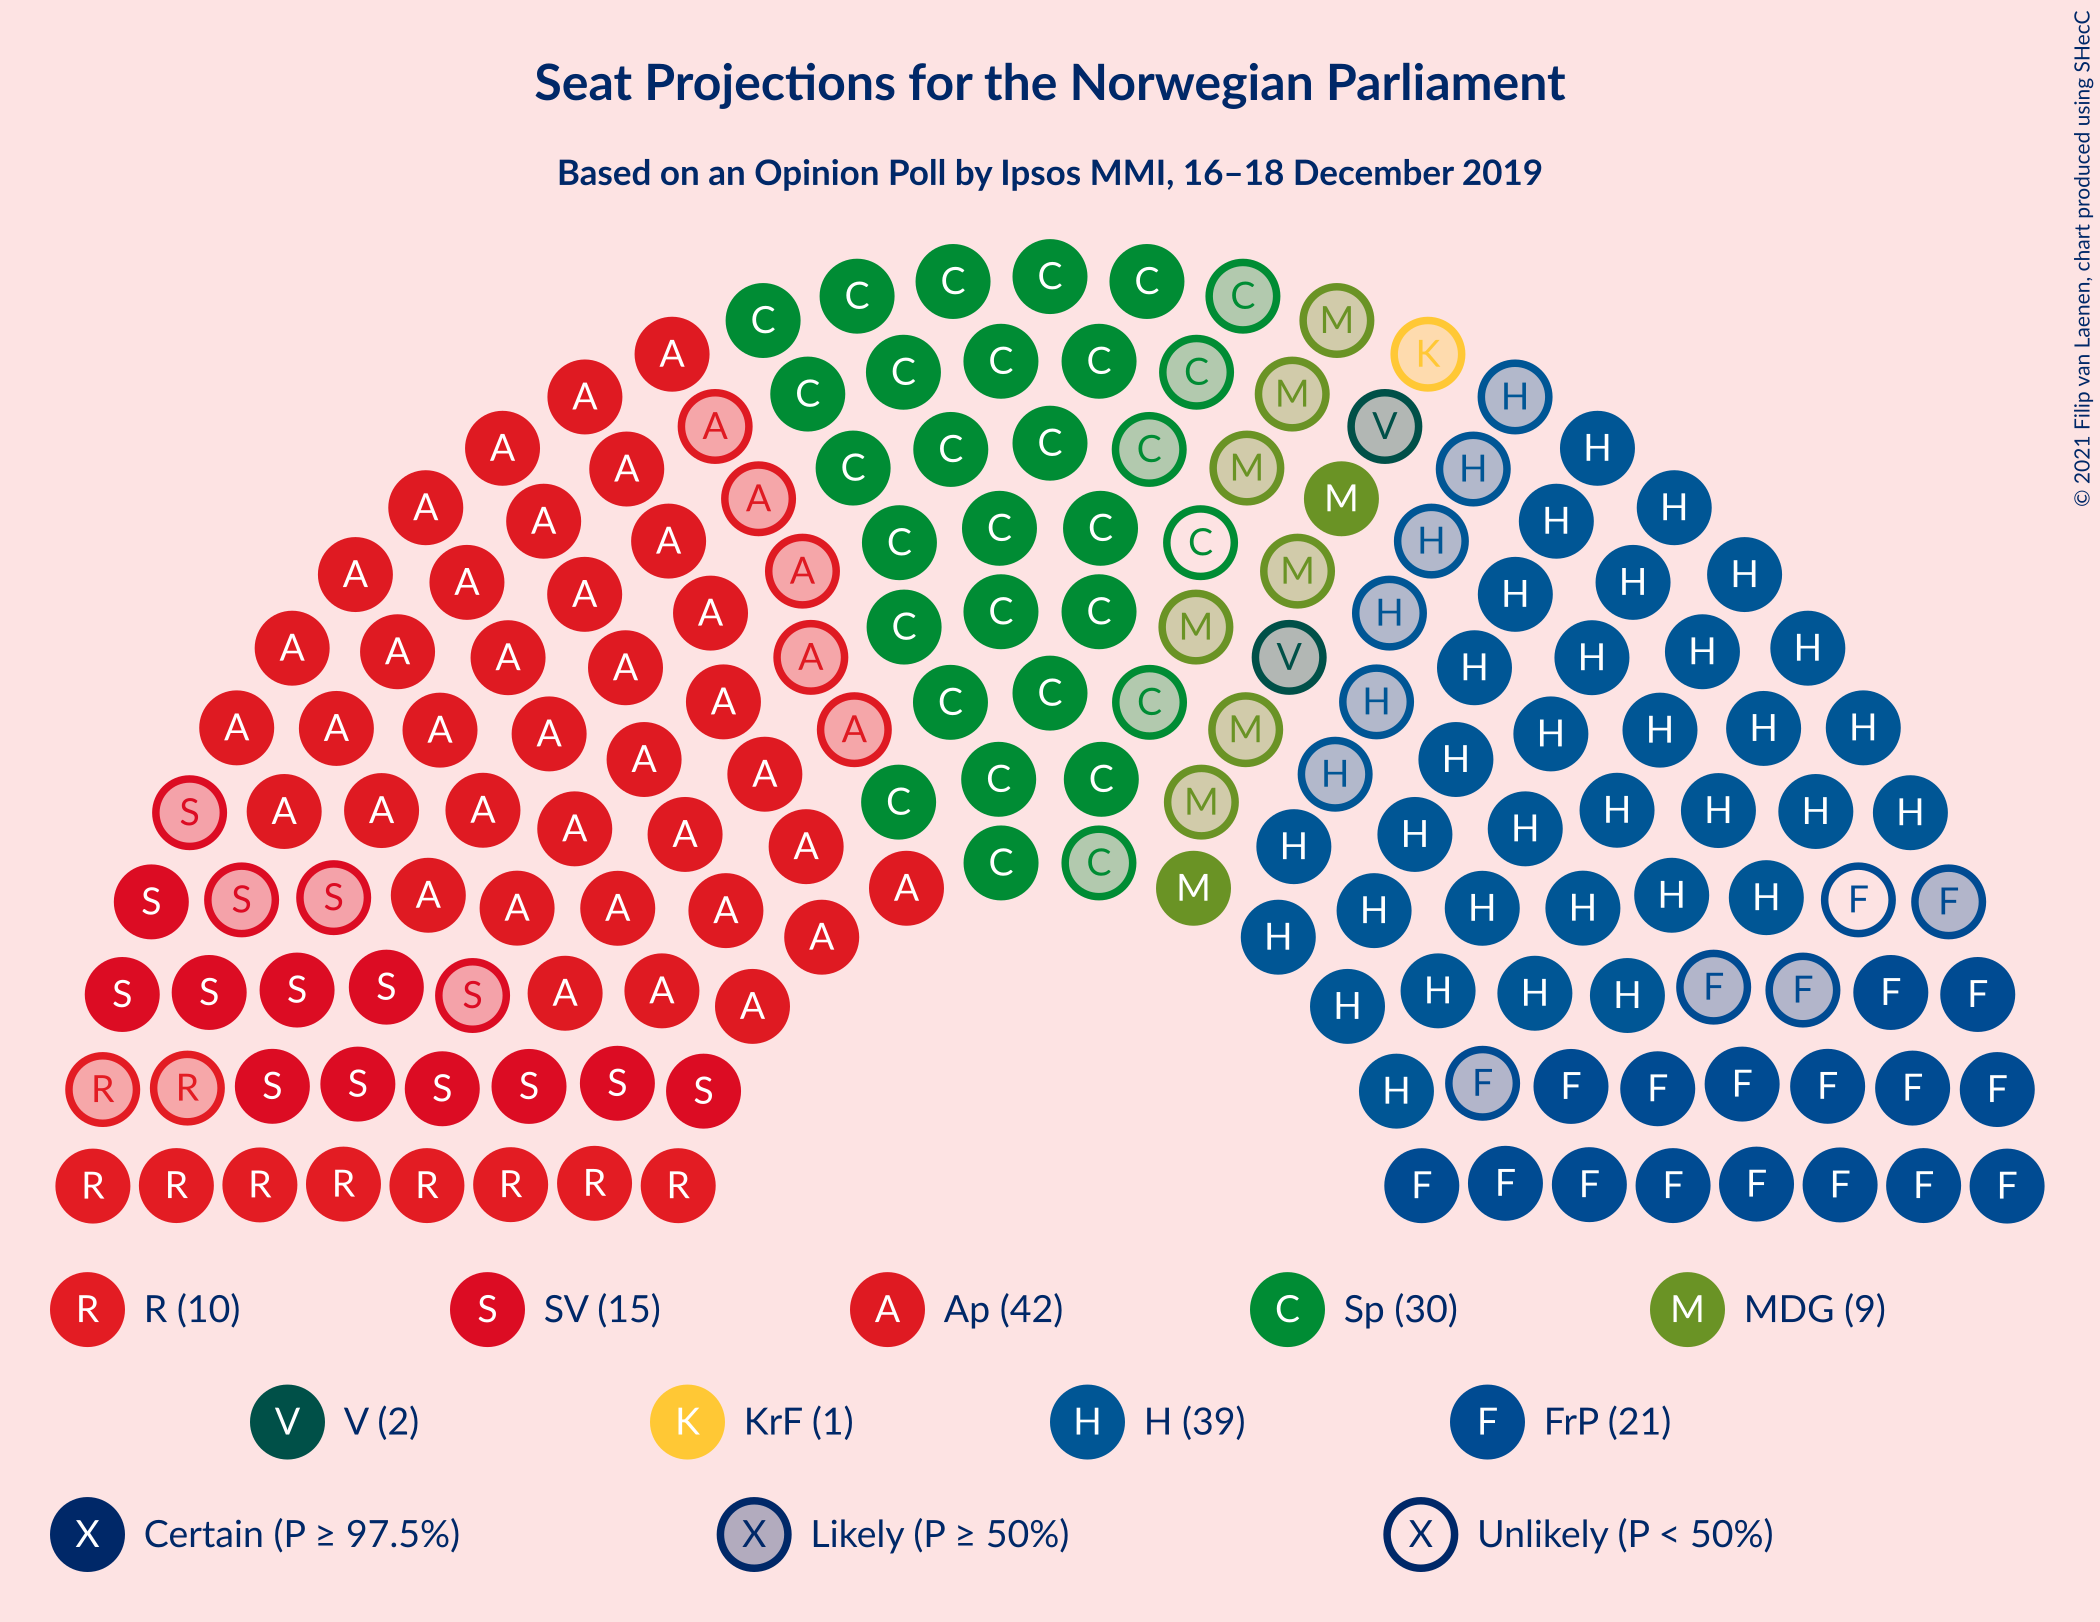 Seat Projections for the Norwegian Parliament
Based on an Opinion Poll by Ipsos MMI, 16–18 December 2019
© 2021 Filip van Laenen, chart produced using SHecC
C C C C C C
C M
A C C C C C K
A C C M H
A A C C C C M V H
A A A C C H H
A A A C C C C M M H H H
A A A A C C M H H H
A A A A C C C M V H H H H
A A A A A C C C M H H H H H
S A A A A A C C C M H H H H H H
S S S A A A A A A C C M H H H H H H H F F
S S S S S A A A A H H H H H F F F F
R R S S S S S S H F F F F F F F
R R R R R R R R F F F F F F F F
R R (10) S SV (15) A Ap (42) C Sp (30) M MDG (9)
V V (2) K KrF (1) H H (39) F FrP (21)
X Certain (P ≥ 97.5%) X Likely (P ≥ 50%) X Unlikely (P < 50%)